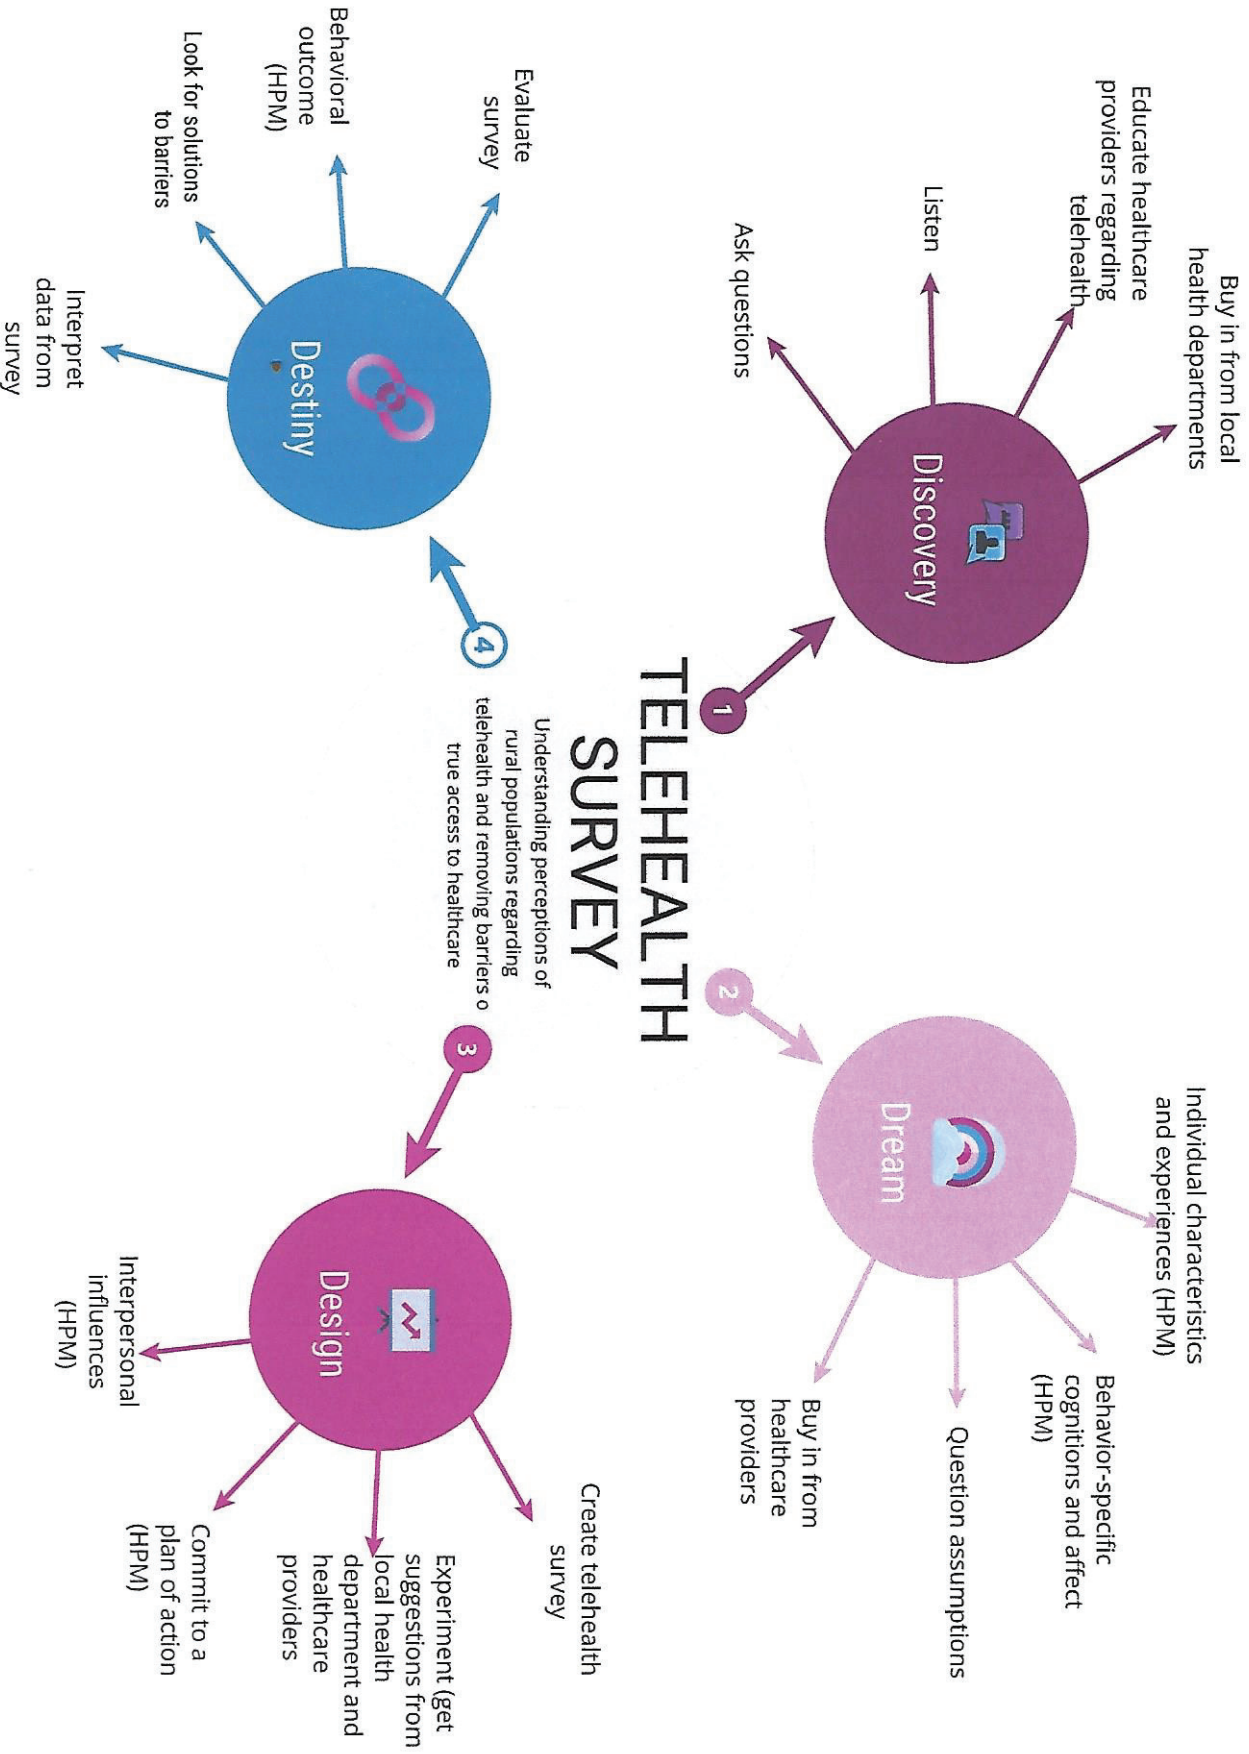 TELEHEALTH
SURVEY
Understanding perceptions of
rural populations regarding
telehealth and removing barriers o
true access to healthcare
1
Discovery
Buy in from local
health departments
Educate healthcare
providers regarding
telehealth
Listen
Ask questions
2
Dream
Individual characteristics
and experiences (HPM)
Behavior-specific
cognitions and affect
(HPM)
Question assumptions
Buy in from
healthcare
providers
3
Design
Create telehealth
survey
Experiment (get
suggestions from
local health
department and
healthcare
providers
Commit to a
plan of action
(HPM)
Interpersonal
influences
(HPM)
4
Destiny
Evaluate
survey
Behavioral
outcome
(HPM)
Look for solutions
to barriers
Interpret
data from
survey